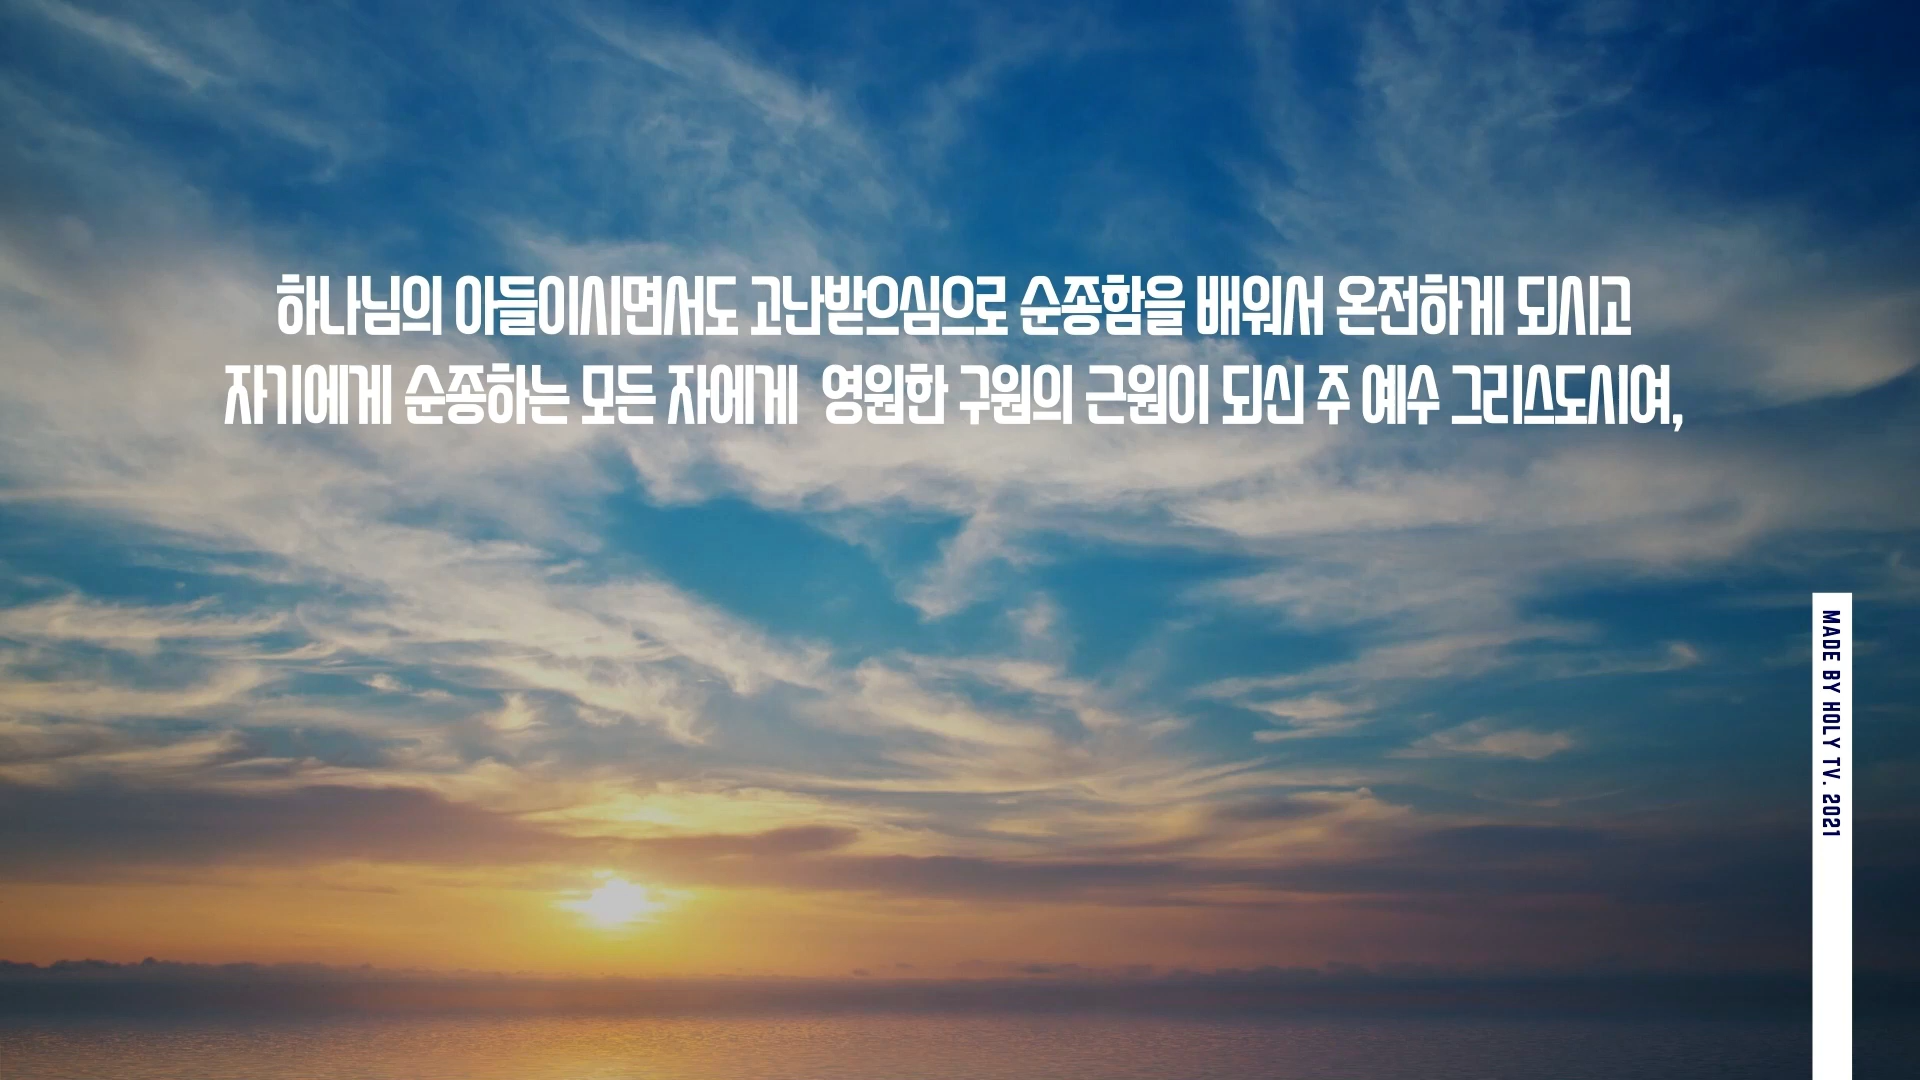 하나님의 아들이시면서도 고난받으심으로 순종함을 배워서 온전하게 되시고
자기에게 순종하는 모든 자에게 영원한 구원의 근원이 되신 주 예수 그리스도시여,
MADE BY HOLY TV. 2021